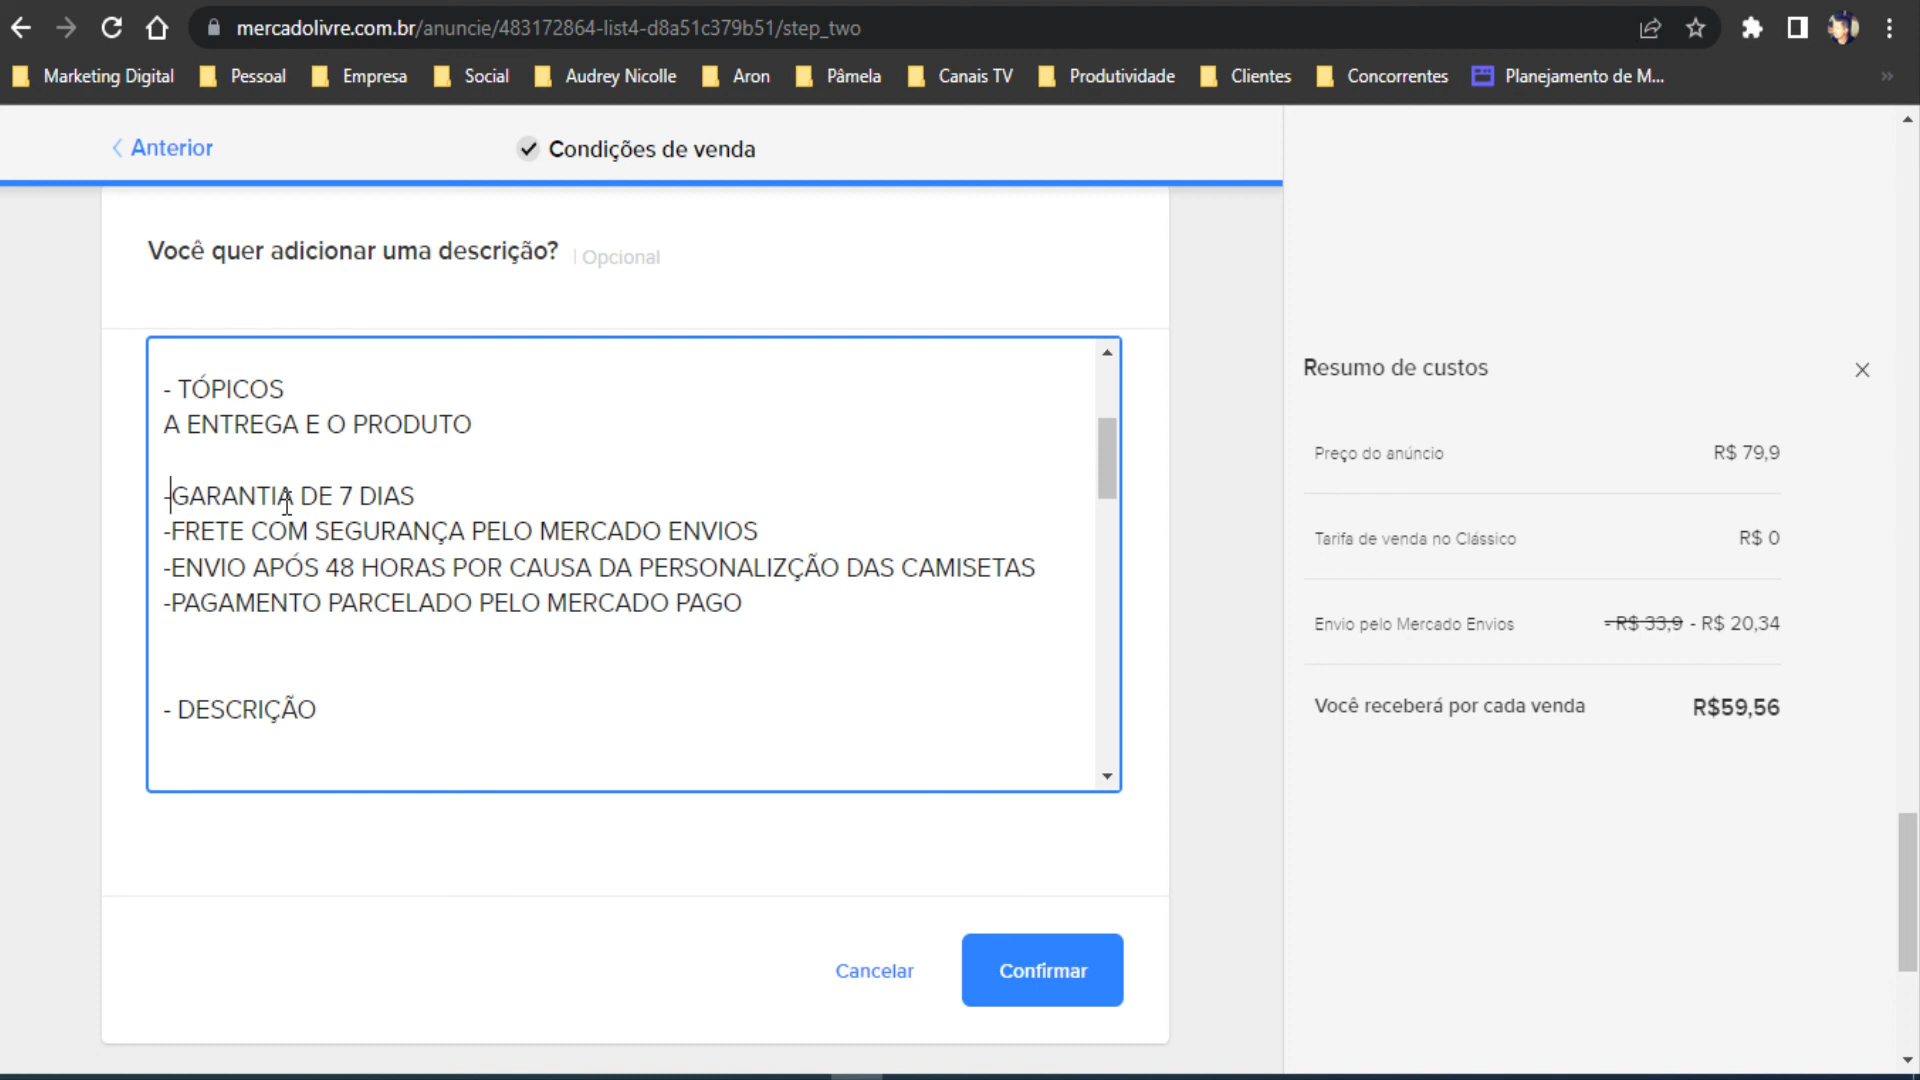 mercadolivre.com.br/anuncie/483172864-list4-d8a51c379b51/step_two
Marketing Digital
Pessoal
Empresa
Social
Audrey Nicolle
Aron
Pâmela
Canais TV
Produtividade
Clientes
Concorrentes
Planejamento de M...
Anterior
Condições de venda
Você quer adicionar uma descrição? | Opcional
- TÓPICOS
A ENTREGA E O PRODUTO
-GARANTIA DE 7 DIAS
-FRETE COM SEGURANÇA PELO MERCADO ENVIOS
-ENVIO APÓS 48 HORAS POR CAUSA DA PERSONALIZÇÃO DAS CAMISETAS
-PAGAMENTO PARCELADO PELO MERCADO PAGO
- DESCRIÇÃO
Cancelar
Confirmar
Resumo de custos
Preço do anúncio R$ 79,9
Tarifa de venda no Clássico R$ 0
Envio pelo Mercado Envios - R$ 33,9 - R$ 20,34
Você receberá por cada venda R$59,56